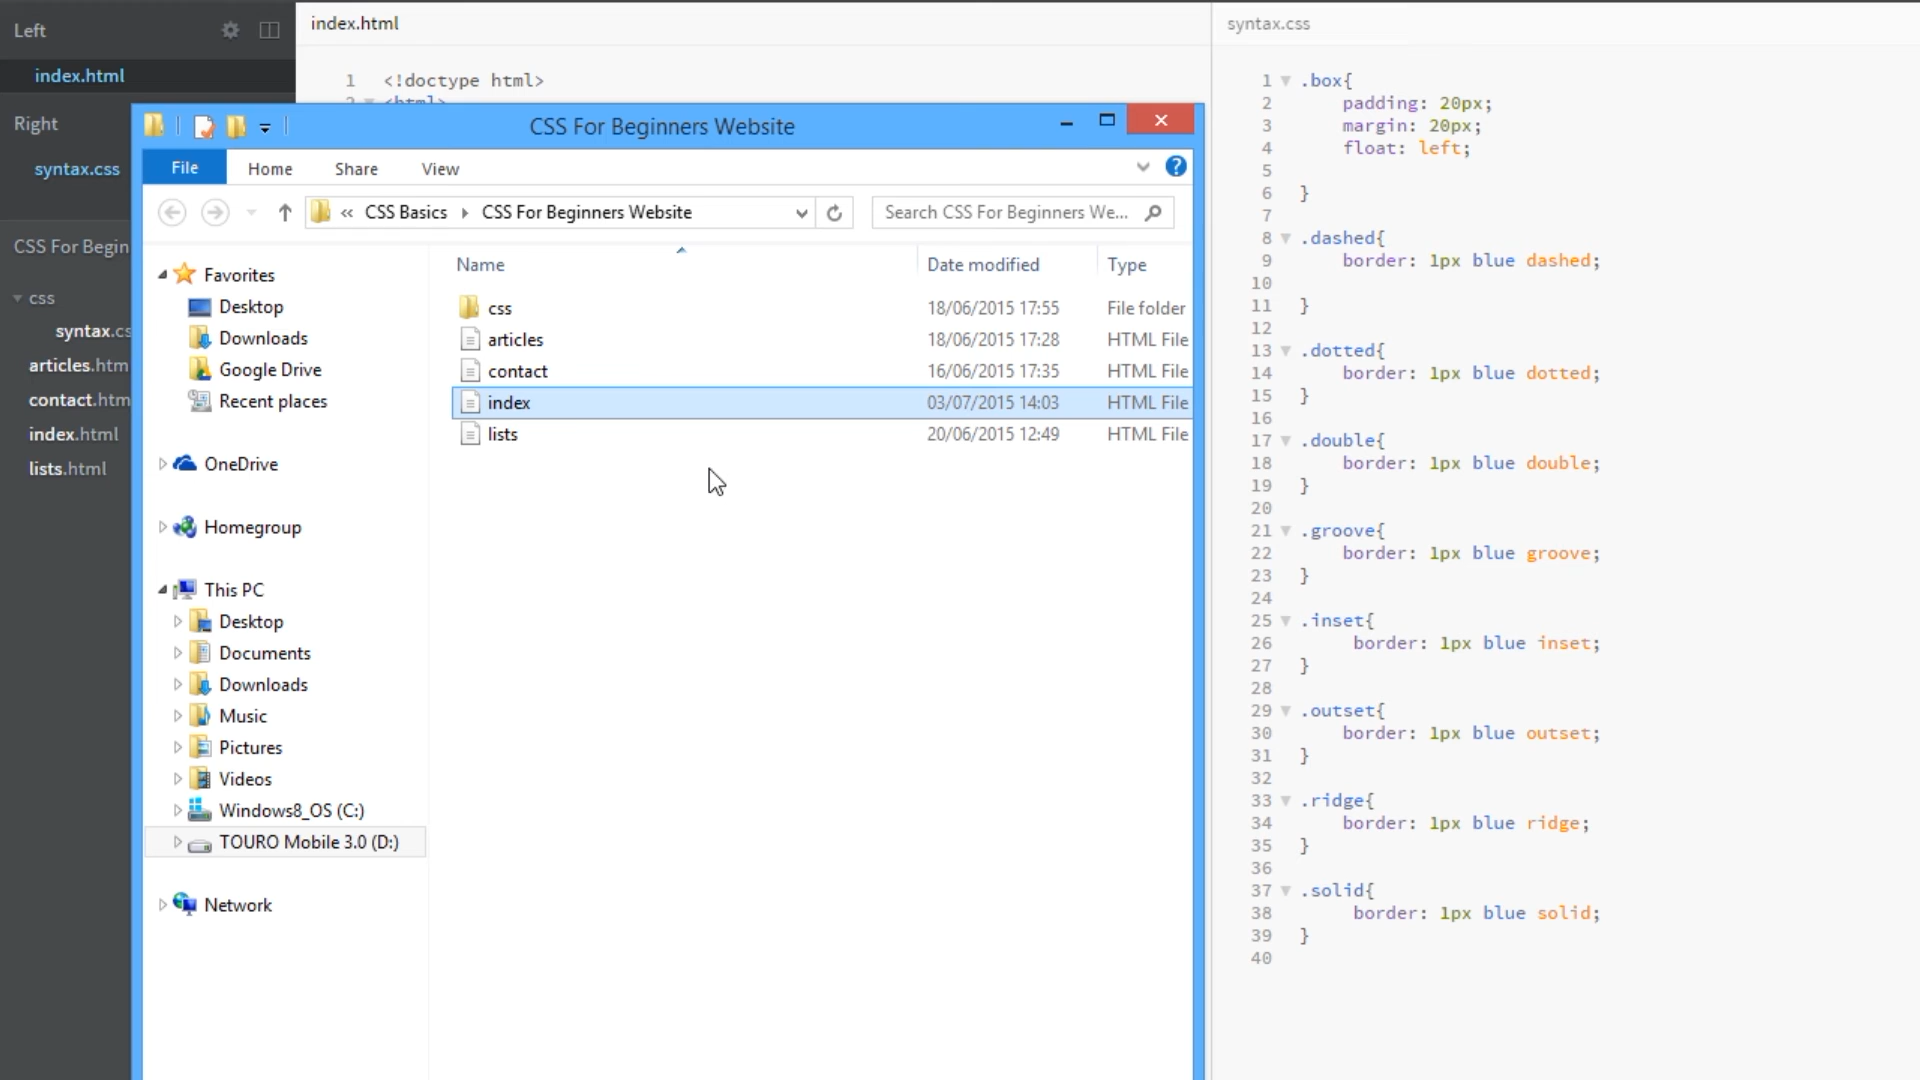 Left
index.html
Right
syntax.css
CSS For Begin
css
syntax.cs
articles.htm
contact.htm
index.html
lists.html
index.html
1 <!doctype html>
2 <html>
CSS For Beginners Website
File Home Share View
« CSS Basics CSS For Beginners Website
Search CSS For Beginners We...
Favorites
Desktop
Downloads
Google Drive
Recent places
OneDrive
Homegroup
This PC
Desktop
Documents
Downloads
Music
Pictures
Videos
Windows8_OS (C:)
TOURO Mobile 3.0 (D:)
Network
Name Date modified Type
css 18/06/2015 17:55 File folder
articles 18/06/2015 17:28 HTML File
contact 16/06/2015 17:35 HTML File
index 03/07/2015 14:03 HTML File
lists 20/06/2015 12:49 HTML File
syntax.css
1 .box{
2 padding: 20px;
3 margin: 20px;
4 float: left;
5
6 }
7
8 .dashed{
9 border: 1px blue dashed;
10
11 }
12
13 .dotted{
14 border: 1px blue dotted;
15 }
16
17 .double{
18 border: 1px blue double;
19 }
20
21 .groove{
22 border: 1px blue groove;
23 }
24
25 .inset{
26 border: 1px blue inset;
27 }
28
29 .outset{
30 border: 1px blue outset;
31 }
32
33 .ridge{
34 border: 1px blue ridge;
35 }
36
37 .solid{
38 border: 1px blue solid;
39 }
40